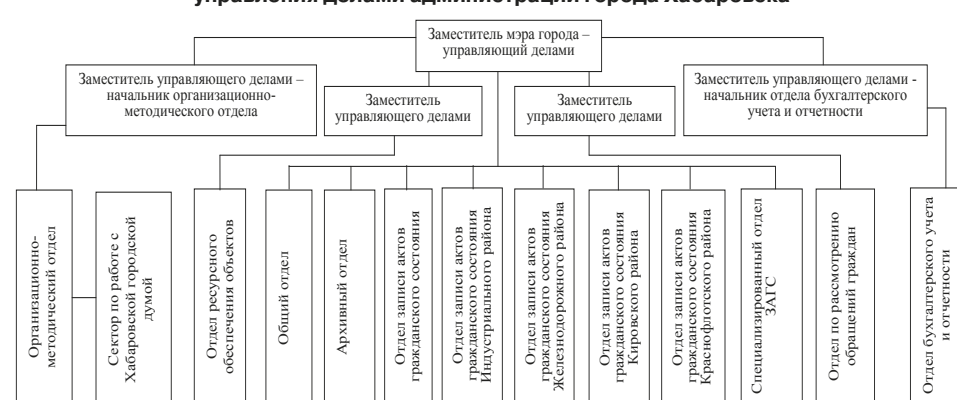 управления делами администрации города Хабаровска
Заместитель мэра города –
управляющий делами
Заместитель управляющего делами –
начальник организационно-
методического отдела
Заместитель
управляющего делами
Заместитель
управляющего делами
Заместитель управляющего делами -
начальник отдела бухгалтерского
учета и отчетности
Организационно-
методический отдел
Сектор по работе с
Хабаровской городской
думой
Отдел ресурсного
обеспечения объектов
Общий отдел
Архивный отдел
Отдел записи актов
гражданского состояния
Отдел записи актов
гражданского состояния
Индустриального района
Отдел записи актов
гражданского состояния
Железнодорожного района
Отдел записи актов
гражданского состояния
Кировского района
Отдел записи актов
гражданского состояния
Краснофлотского района
Специализированный отдел
ЗАГС
Отдел по рассмотрению
обращений граждан
Отдел бухгалтерского учета
и отчетности